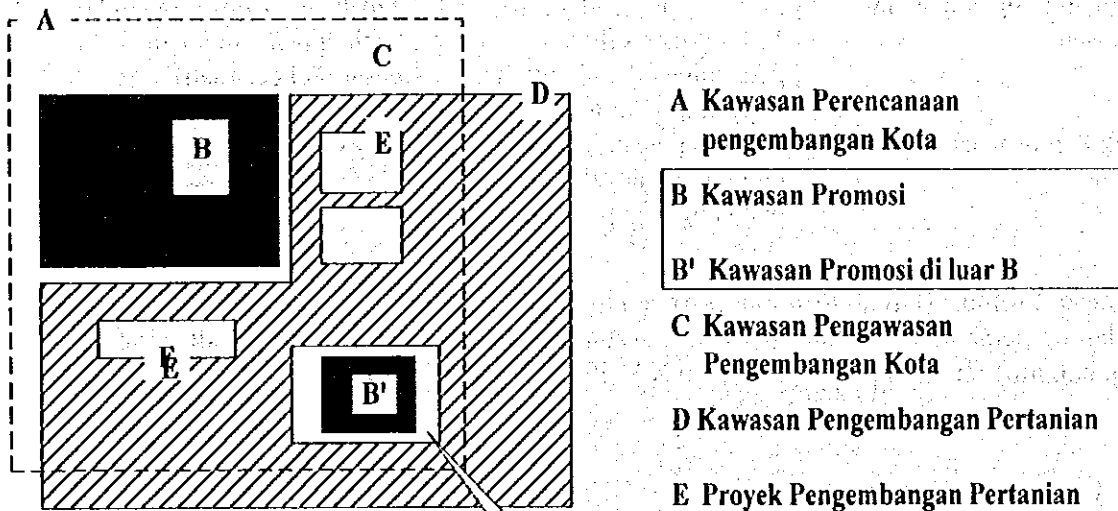 A
C
D
B
E
E
E
B'
A Kawasan Perencanaan
pengembangan Kota
B Kawasan Promosi
B' Kawasan Promosi di luar B
C Kawasan Pengawasan
Pengembangan Kota
D Kawasan Pengembangan Pertanian
E Proyek Pengembangan Pertanian